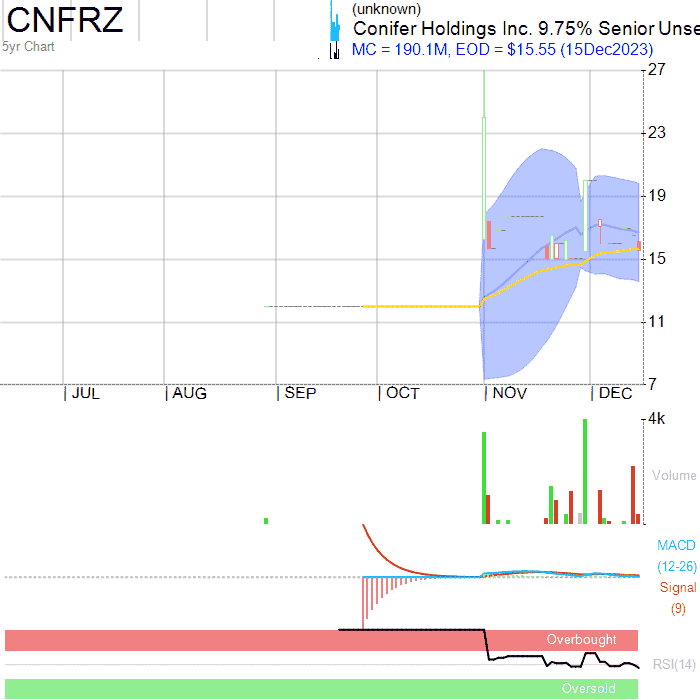 CNFRZ
5yr Chart
(unknown)
Conifer Holdings Inc. 9.75% Senior Unse
MC = 190.1M, EOD = $15.55 (15Dec2023)
27
23
19
15
11
7
JUL
AUG
SEP
OCT
NOV
DEC
4k
Volume
MACD
(12-26)
Signal
(9)
Overbought
RSI(14)
Oversold